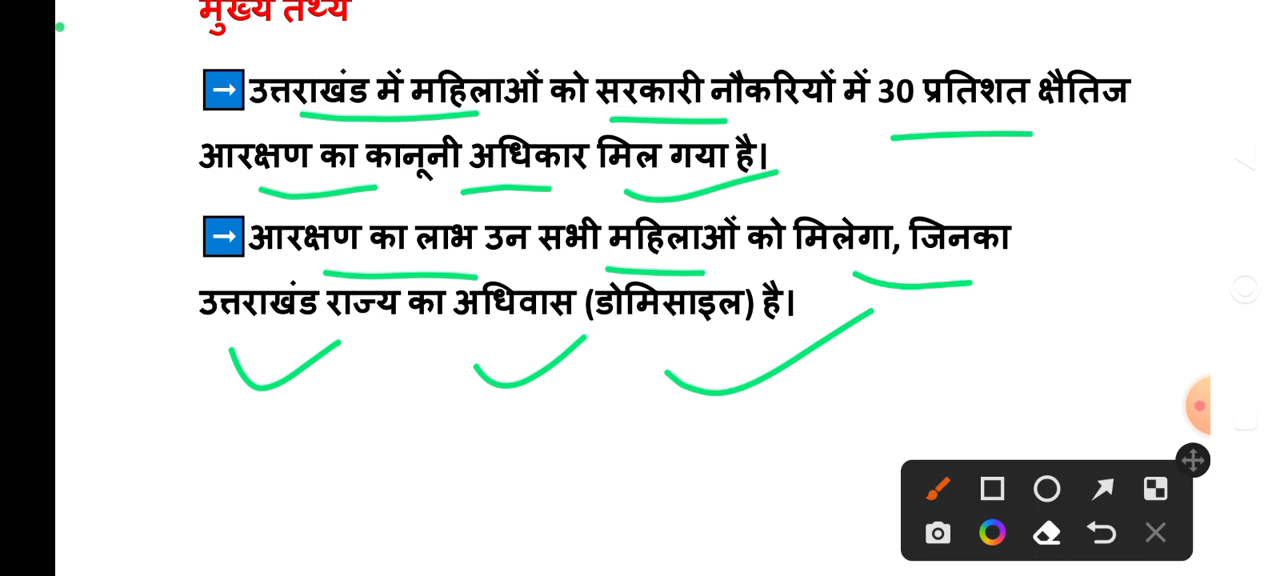 मुख्य तथ्य
➡उत्तराखंड में महिलाओं को सरकारी नौकरियों में 30 प्रतिशत क्षैतिज
आरक्षण का कानूनी अधिकार मिल गया है।
➡आरक्षण का लाभ उन सभी महिलाओं को मिलेगा, जिनका
उत्तराखंड राज्य का अधिवास (डोमिसाइल) है।